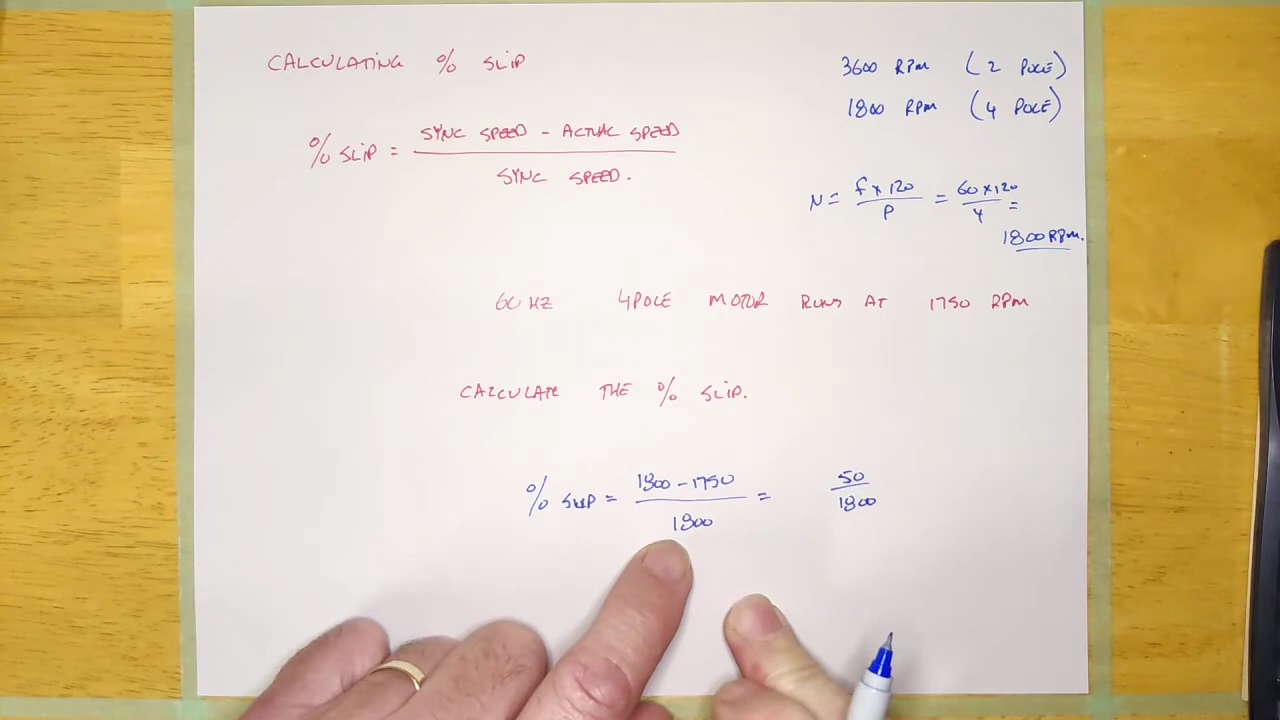 CALCULATING % SLIP
3600 RPM (2 POLE)
1800 RPM (4 POLE)
% SLIP = SYNC SPEED - ACTUAL SPEED
SYNC SPEED.
N = f x 120 / P = 60 x 120 / 4 =
1800 RPM.
60 HZ 4 POLE MOTOR RUNS AT 1750 RPM
CALCULATE THE % SLIP.
% SLIP = 1800 - 1750 / 1800 = 50 / 1800